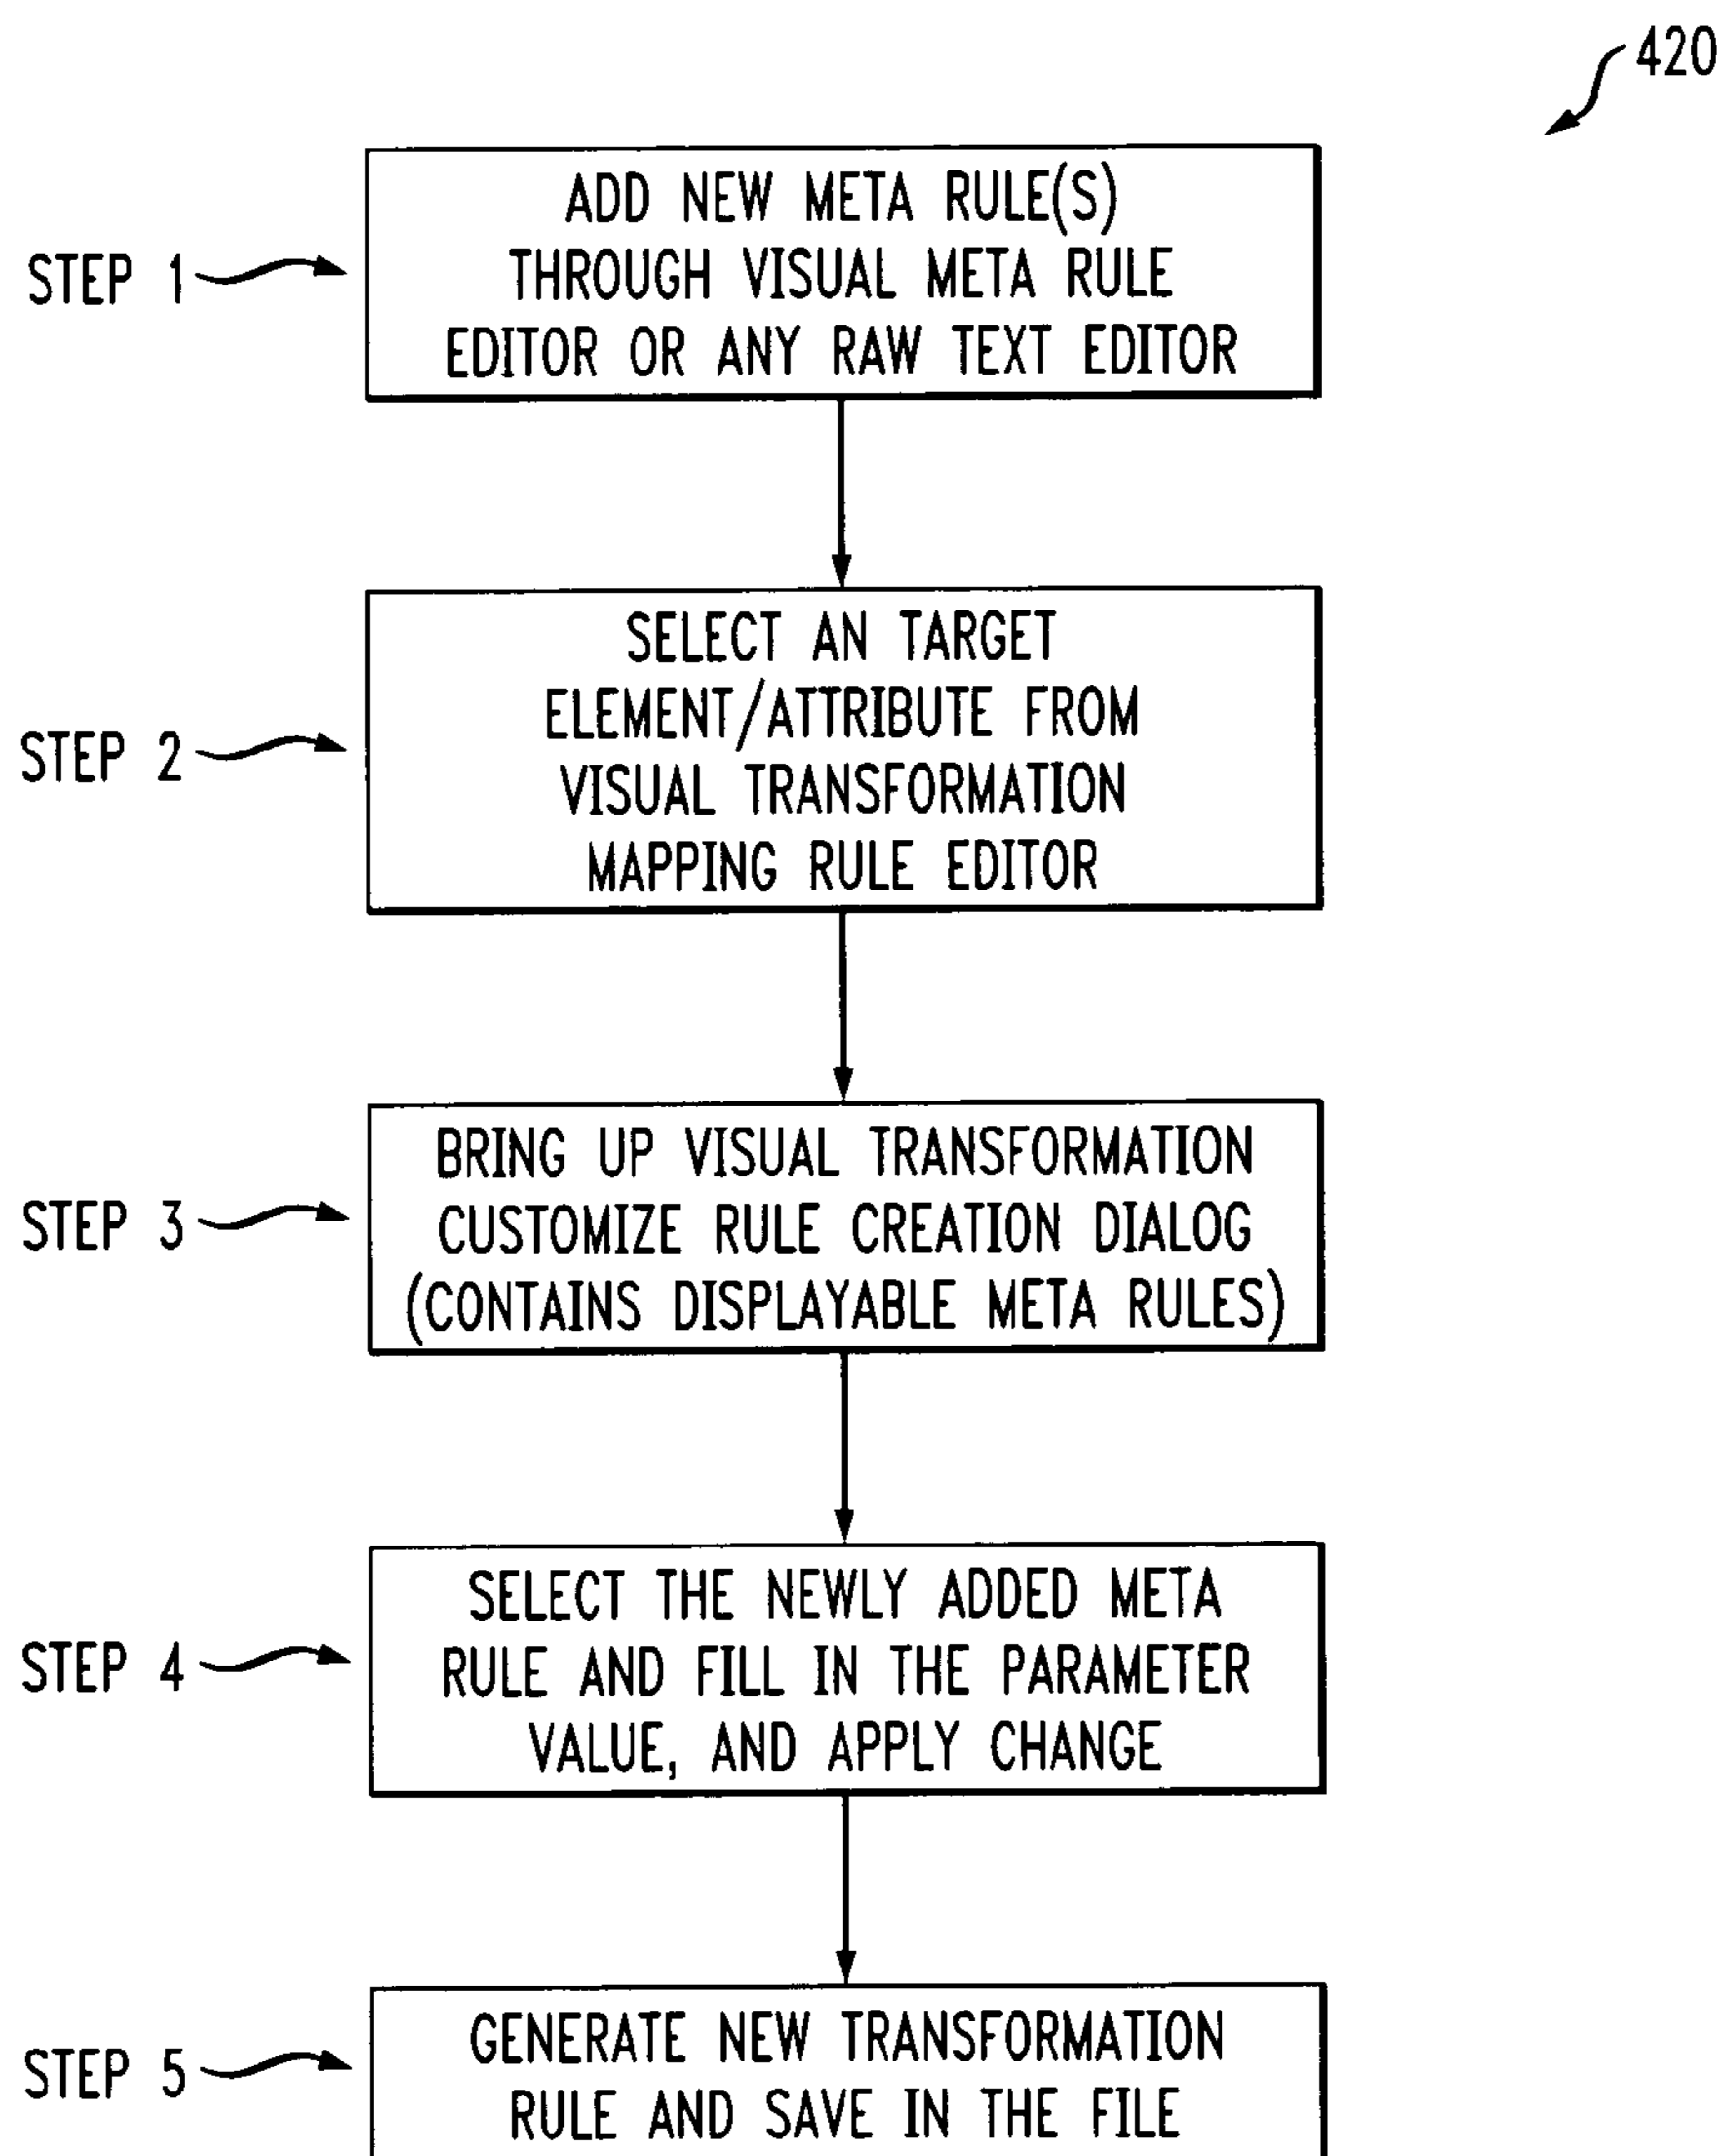 420
STEP 1
ADD NEW META RULE(S)
THROUGH VISUAL META RULE
EDITOR OR ANY RAW TEXT EDITOR
STEP 2
SELECT AN TARGET
ELEMENT/ATTRIBUTE FROM
VISUAL TRANSFORMATION
MAPPING RULE EDITOR
STEP 3
BRING UP VISUAL TRANSFORMATION
CUSTOMIZE RULE CREATION DIALOG
(CONTAINS DISPLAYABLE META RULES)
STEP 4
SELECT THE NEWLY ADDED META
RULE AND FILL IN THE PARAMETER
VALUE, AND APPLY CHANGE
STEP 5
GENERATE NEW TRANSFORMATION
RULE AND SAVE IN THE FILE